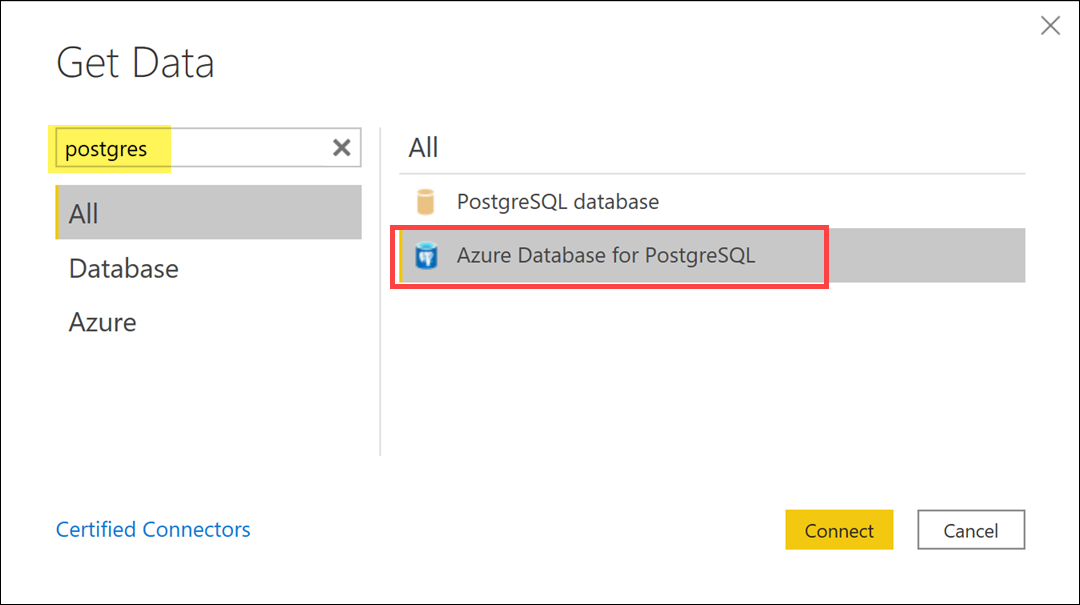 Get Data
postgres
All
Database
Azure
All
PostgreSQL database
Azure Database for PostgreSQL
Certified Connectors
Connect
Cancel